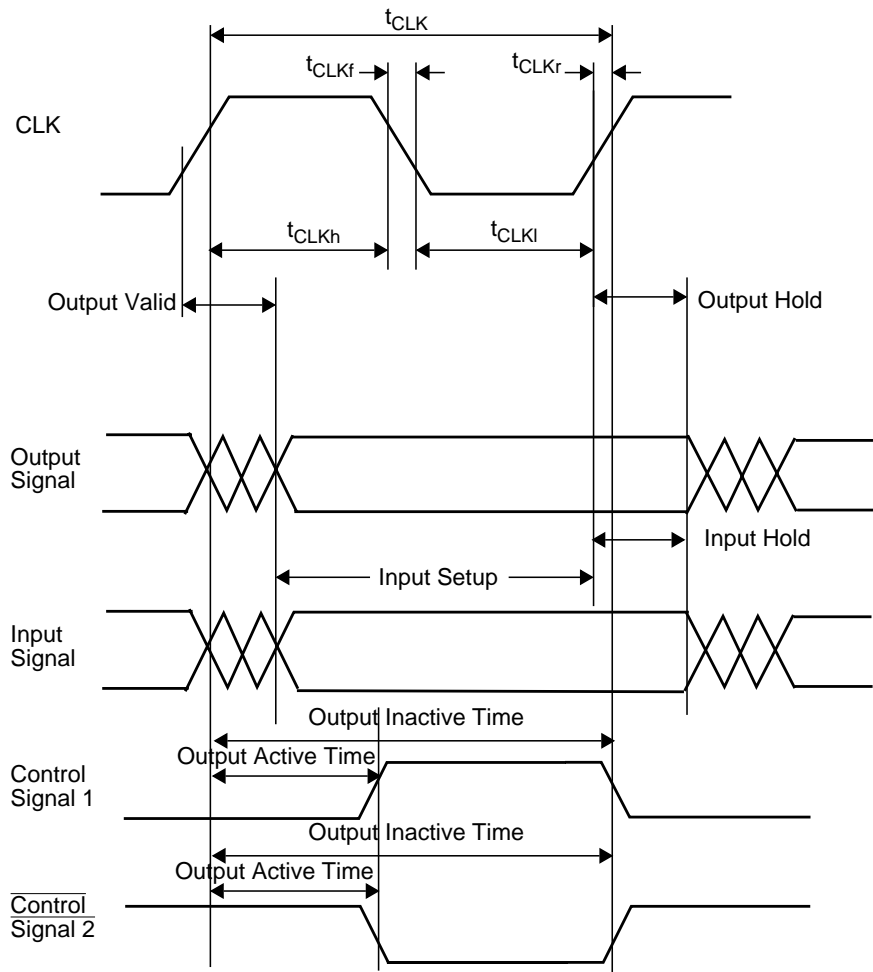 tCLK
tCLKf
tCLKr
CLK
tCLKh
tCLKl
Output Valid
Output Hold
Output
Signal
Input Hold
Input Setup
Input
Signal
Output Inactive Time
Output Active Time
Control
Signal 1
Output Inactive Time
Output Active Time
Control
Signal 2